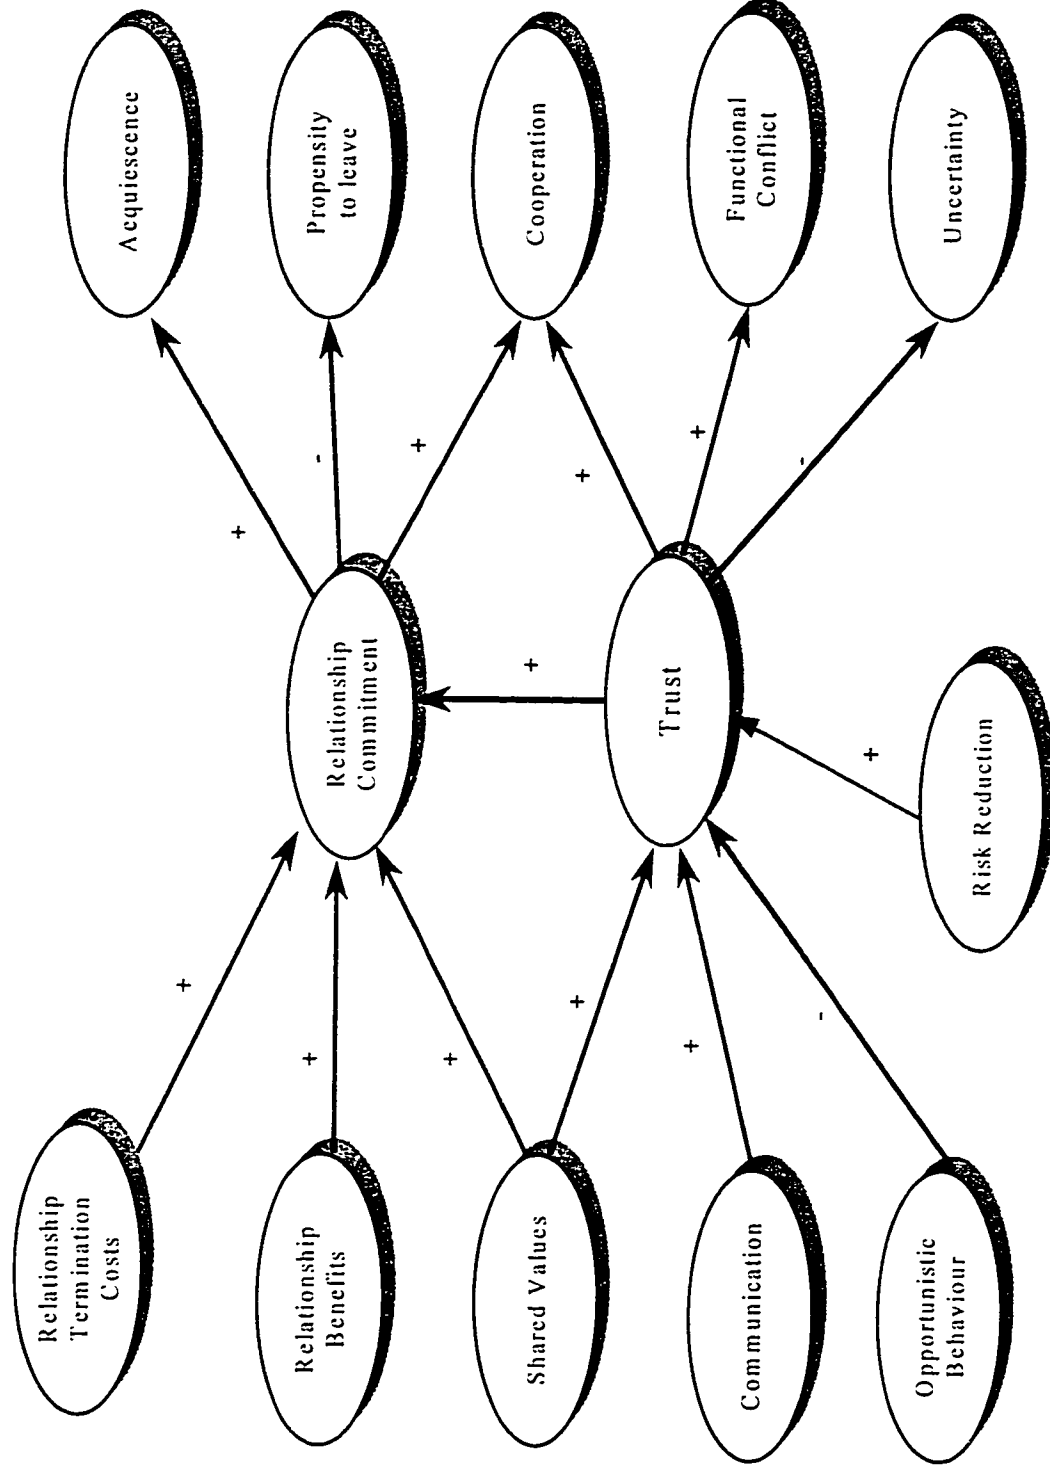 Relationship
Termination
Costs
Relationship
Benefits
Shared Values
Communication
Opportunistic
Behaviour
+
+
+
+
+
-
Relationship
Commitment
+
Trust
+
Risk Reduction
+
-
+
+
+
-
Acquiescence
Propensity
to leave
Cooperation
Functional
Conflict
Uncertainty